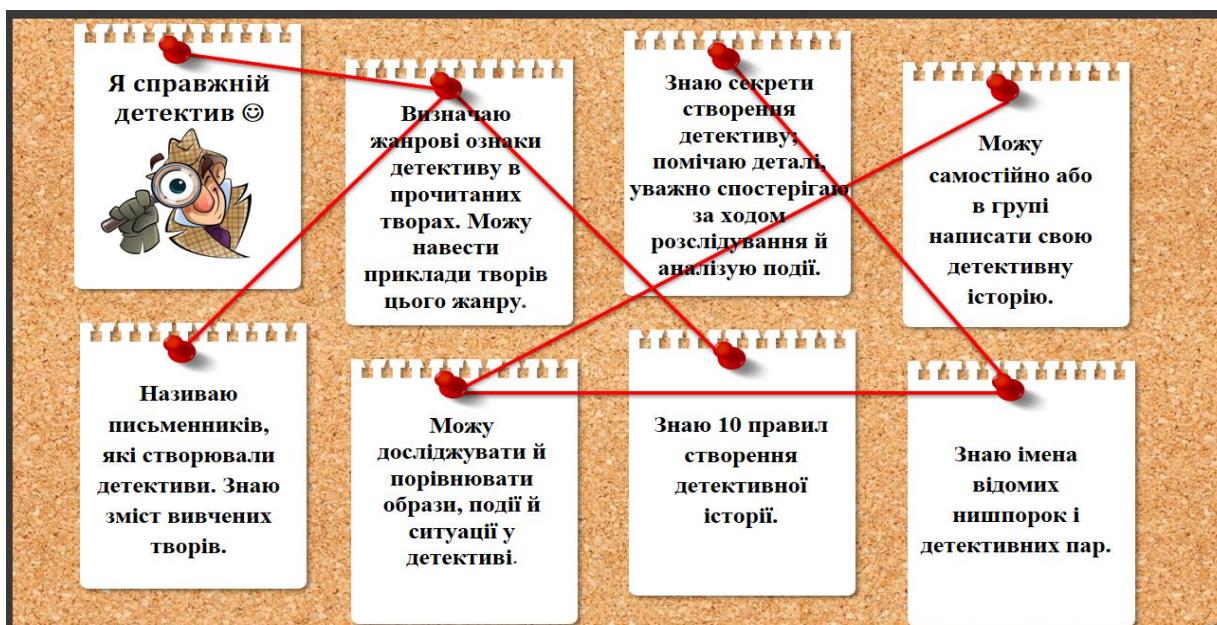 Я справжній
детектив ☺
Визначаю
жанрові ознаки
детективу в
прочитаних
творах. Можу
навести
приклади творів
цього жанру.
Знаю секрети
створення
детективу;
помічаю деталі,
уважно спостерігаю
за ходом
розслідування й
аналізую події.
Можу
самостійно або
в групі
написати свою
детективну
історію.
Називаю
письменників,
які створювали
детективи. Знаю
зміст вивчених
творів.
Можу
досліджувати й
порівнювати
образи, події й
ситуації у
детективі.
Знаю 10 правил
створення
детективної
історії.
Знаю імена
відомих
нишпорок і
детективних пар.